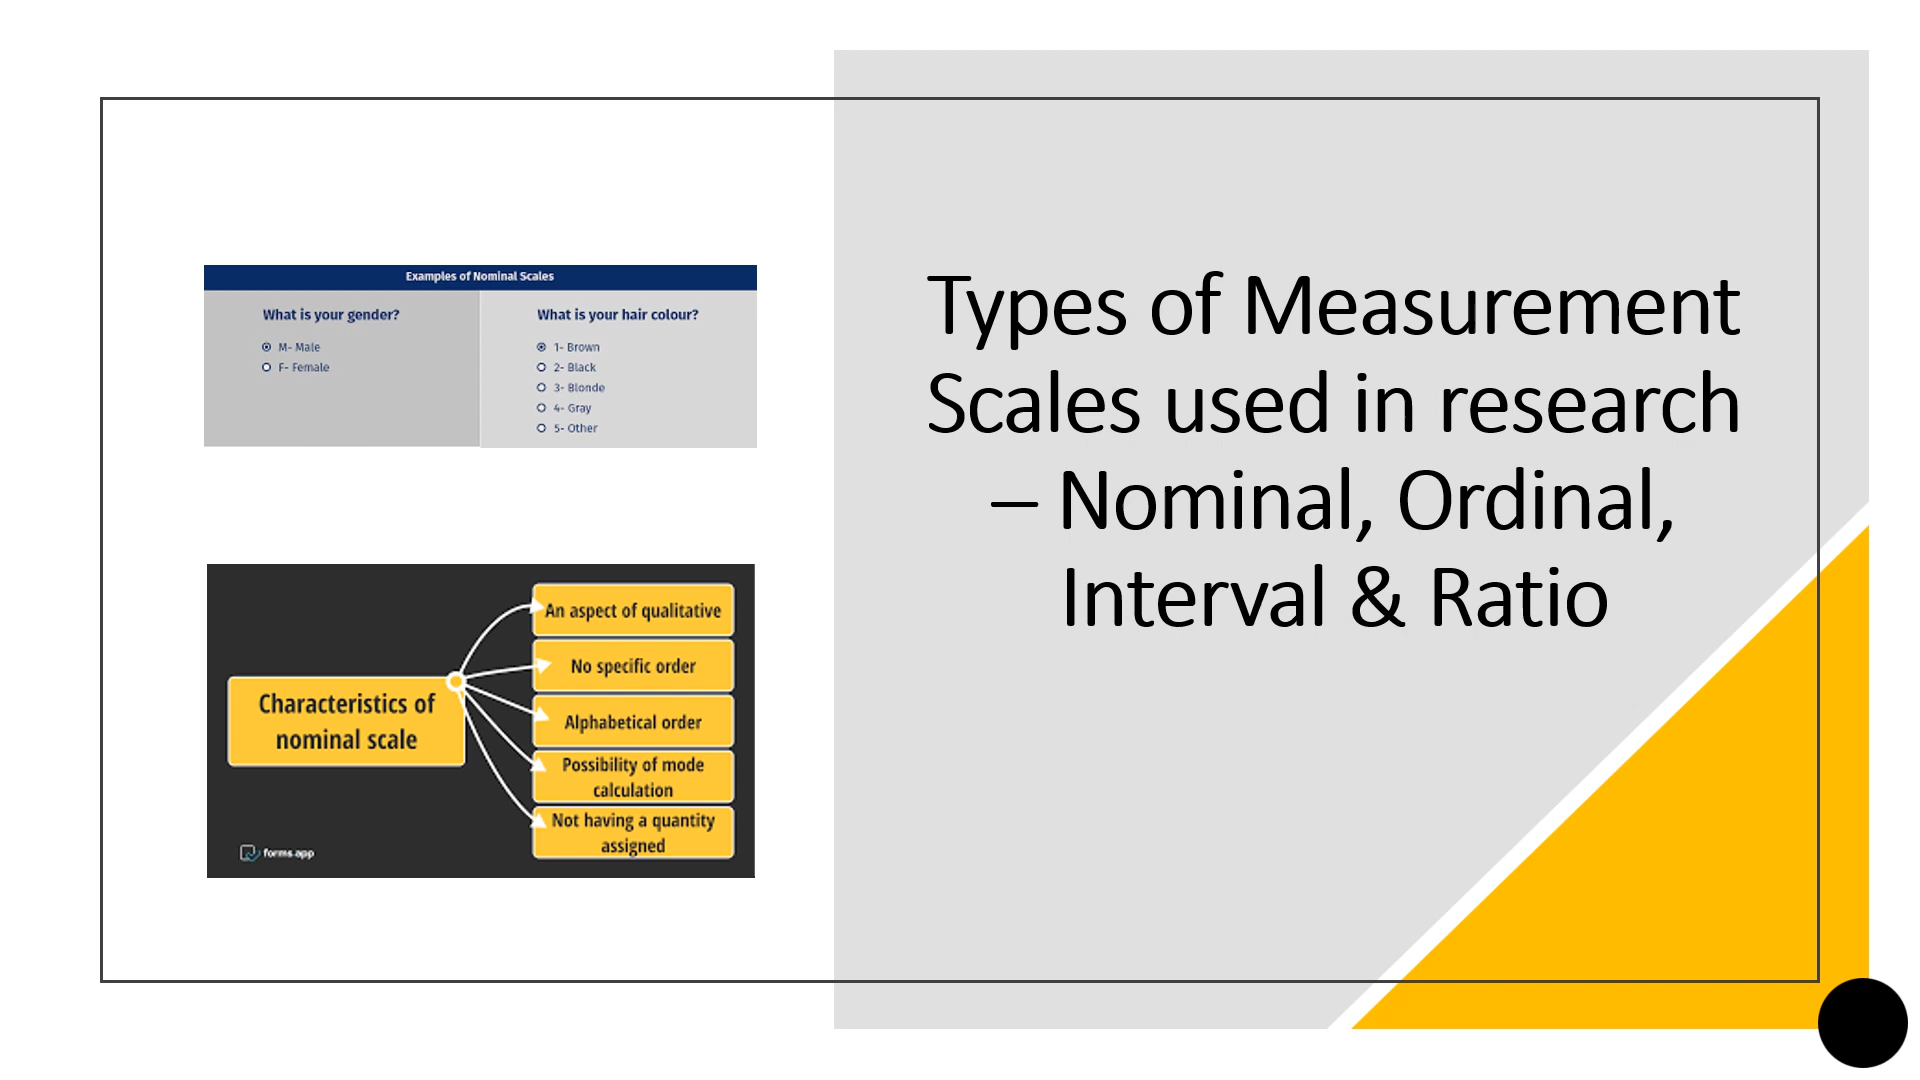 Examples of Nominal Scales
What is your gender?
M- Male
F- Female
What is your hair colour?
1- Brown
2- Black
3- Blonde
4- Gray
5- Other
Characteristics of
nominal scale
An aspect of qualitative
No specific order
Alphabetical order
Possibility of mode
calculation
Not having a quantity
assigned
forms.app
Types of Measurement
Scales used in research
– Nominal, Ordinal,
Interval & Ratio